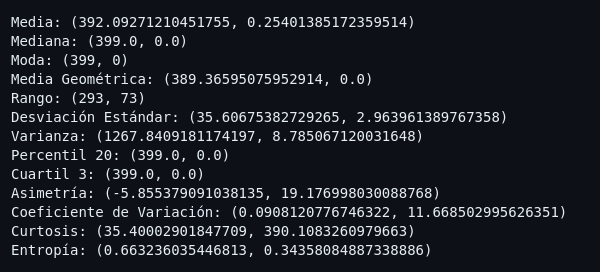 Media: (392.09271210451755, 0.25401385172359514)
Mediana: (399.0, 0.0)
Moda: (399, 0)
Media Geométrica: (389.36595075952914, 0.0)
Rango: (293, 73)
Desviación Estándar: (35.60675382729265, 2.963961389767358)
Varianza: (1267.8409181174197, 8.785067120031648)
Percentil 20: (399.0, 0.0)
Cuartil 3: (399.0, 0.0)
Asimetría: (-5.855379091038135, 19.176998030088768)
Coeficiente de Variación: (0.0908120776746322, 11.668502995626351)
Curtosis: (35.40002901847709, 390.1083260979663)
Entropía: (0.663236035446813, 0.34358084887338886)